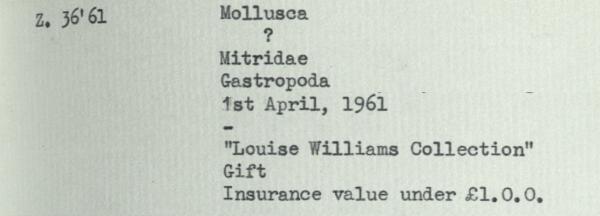 Z. 36'61
Mollusca
?
Mitridae
Gastropoda
1st April, 1961
-
"Louise Williams Collection"
Gift
Insurance value under £1.0.0.